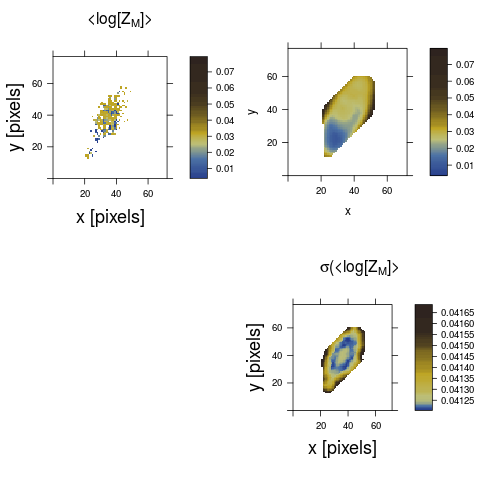 <log[Z_M]>
0.07
0.06
0.05
0.04
0.03
0.02
0.01
60
40
20
y [pixels]
20 40 60
x [pixels]
0.07
0.06
0.05
0.04
0.03
0.02
0.01
60
40
20
y
20 40 60
x
σ(<log[Z_M]>
0.04165
0.04160
0.04155
0.04150
0.04145
0.04140
0.04135
0.04130
0.04125
60
40
20
y [pixels]
20 40 60
x [pixels]